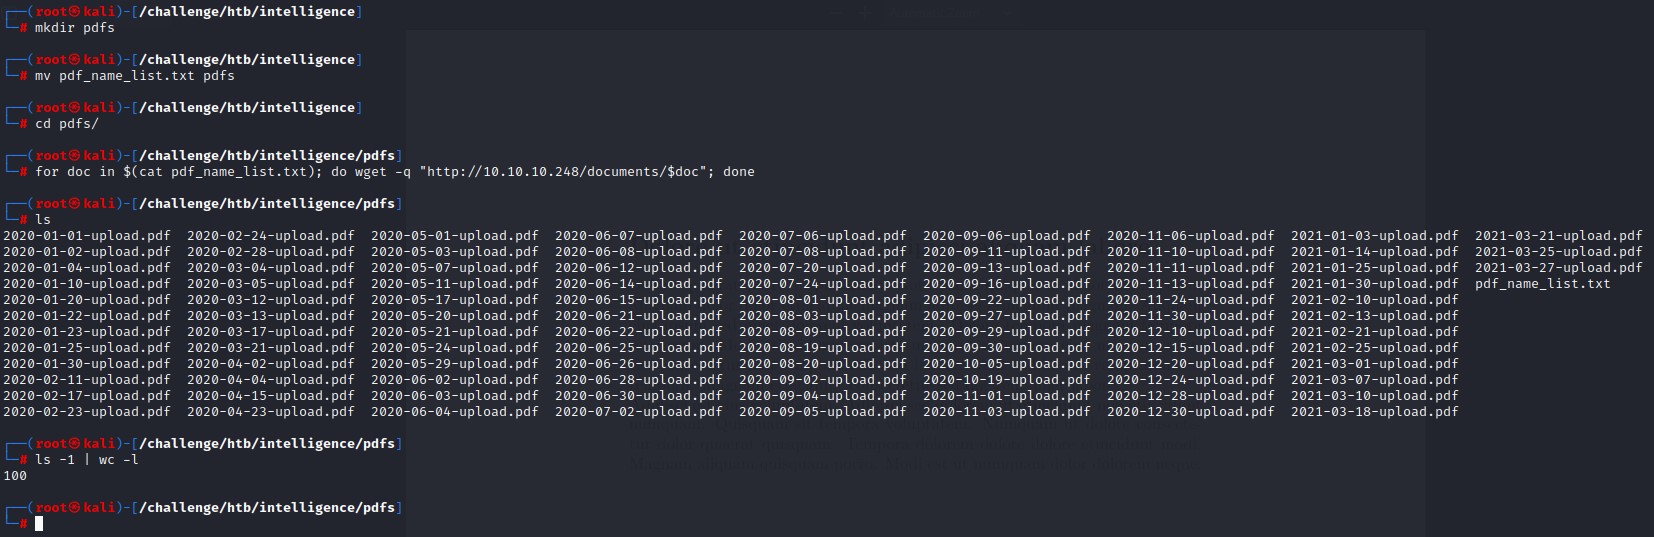 ┌──(root㉿kali)-[/challenge/htb/intelligence]
└─# mkdir pdfs
┌──(root㉿kali)-[/challenge/htb/intelligence]
└─# mv pdf_name_list.txt pdfs
┌──(root㉿kali)-[/challenge/htb/intelligence]
└─# cd pdfs/
┌──(root㉿kali)-[/challenge/htb/intelligence/pdfs]
└─# for doc in $(cat pdf_name_list.txt); do wget -q "http://10.10.10.248/documents/$doc"; done
┌──(root㉿kali)-[/challenge/htb/intelligence/pdfs]
└─# ls
2020-01-01-upload.pdf 2020-02-24-upload.pdf 2020-05-01-upload.pdf 2020-06-07-upload.pdf 2020-07-06-upload.pdf 2020-09-06-upload.pdf 2020-11-06-upload.pdf 2021-01-03-upload.pdf 2021-03-21-upload.pdf
2020-01-02-upload.pdf 2020-02-28-upload.pdf 2020-05-03-upload.pdf 2020-06-08-upload.pdf 2020-07-08-upload.pdf 2020-09-11-upload.pdf 2020-11-10-upload.pdf 2021-01-14-upload.pdf 2021-03-25-upload.pdf
2020-01-04-upload.pdf 2020-03-04-upload.pdf 2020-05-07-upload.pdf 2020-06-12-upload.pdf 2020-07-20-upload.pdf 2020-09-13-upload.pdf 2020-11-11-upload.pdf 2021-01-25-upload.pdf 2021-03-27-upload.pdf
2020-01-10-upload.pdf 2020-03-05-upload.pdf 2020-05-11-upload.pdf 2020-06-14-upload.pdf 2020-07-24-upload.pdf 2020-09-16-upload.pdf 2020-11-13-upload.pdf 2021-01-30-upload.pdf pdf_name_list.txt
2020-01-20-upload.pdf 2020-03-12-upload.pdf 2020-05-17-upload.pdf 2020-06-15-upload.pdf 2020-08-01-upload.pdf 2020-09-22-upload.pdf 2020-11-24-upload.pdf 2021-02-10-upload.pdf
2020-01-22-upload.pdf 2020-03-13-upload.pdf 2020-05-20-upload.pdf 2020-06-21-upload.pdf 2020-08-03-upload.pdf 2020-09-27-upload.pdf 2020-11-30-upload.pdf 2021-02-13-upload.pdf
2020-01-23-upload.pdf 2020-03-17-upload.pdf 2020-05-21-upload.pdf 2020-06-22-upload.pdf 2020-08-09-upload.pdf 2020-09-29-upload.pdf 2020-12-10-upload.pdf 2021-02-21-upload.pdf
2020-01-25-upload.pdf 2020-03-21-upload.pdf 2020-05-24-upload.pdf 2020-06-25-upload.pdf 2020-08-19-upload.pdf 2020-09-30-upload.pdf 2020-12-15-upload.pdf 2021-02-25-upload.pdf
2020-01-30-upload.pdf 2020-04-02-upload.pdf 2020-05-29-upload.pdf 2020-06-26-upload.pdf 2020-08-20-upload.pdf 2020-10-05-upload.pdf 2020-12-20-upload.pdf 2021-03-01-upload.pdf
2020-02-11-upload.pdf 2020-04-04-upload.pdf 2020-06-02-upload.pdf 2020-06-28-upload.pdf 2020-09-02-upload.pdf 2020-10-19-upload.pdf 2020-12-24-upload.pdf 2021-03-07-upload.pdf
2020-02-17-upload.pdf 2020-04-15-upload.pdf 2020-06-03-upload.pdf 2020-06-30-upload.pdf 2020-09-04-upload.pdf 2020-11-01-upload.pdf 2020-12-28-upload.pdf 2021-03-10-upload.pdf
2020-02-23-upload.pdf 2020-04-23-upload.pdf 2020-06-04-upload.pdf 2020-07-02-upload.pdf 2020-09-05-upload.pdf 2020-11-03-upload.pdf 2020-12-30-upload.pdf 2021-03-18-upload.pdf
┌──(root㉿kali)-[/challenge/htb/intelligence/pdfs]
└─# ls -1 | wc -l
100
┌──(root㉿kali)-[/challenge/htb/intelligence/pdfs]
└─#